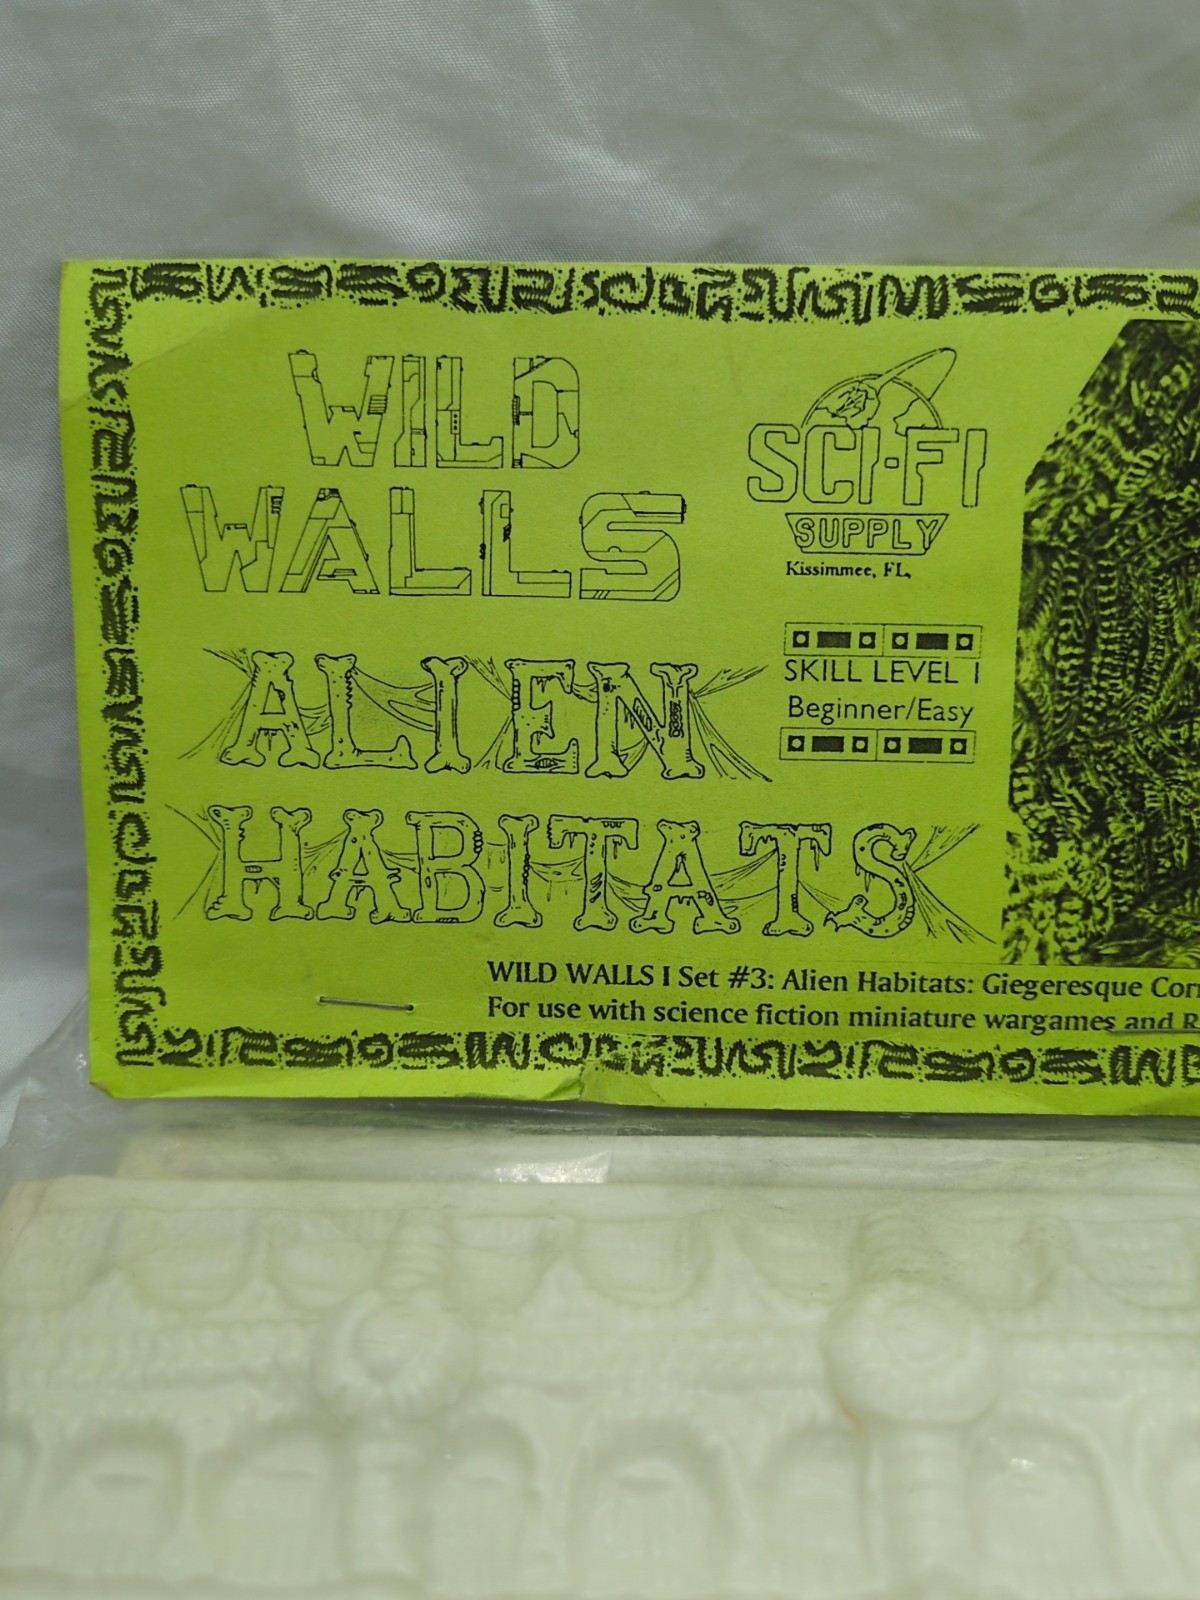 WILD
WALLS
ALIEN
HABITATS
SCI-FI
SUPPLY
Kissimmee, FL,
SKILL LEVEL I
Beginner/Easy
WILD WALLS I Set #3: Alien Habitats: Giegeresque Cor
For use with science fiction miniature wargames and R